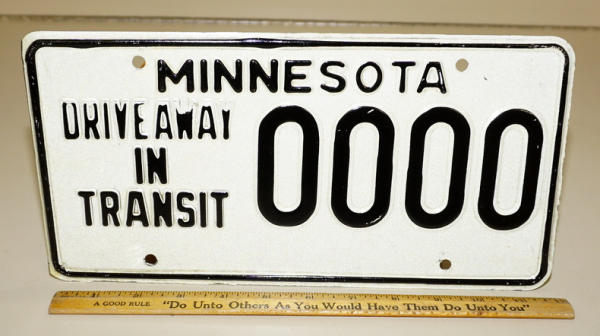 MINNESOTA
DRIVEAWAY
IN
TRANSIT
0000
A GOOD RULE "Do Unto Others As You Would Have Them Do Unto You"